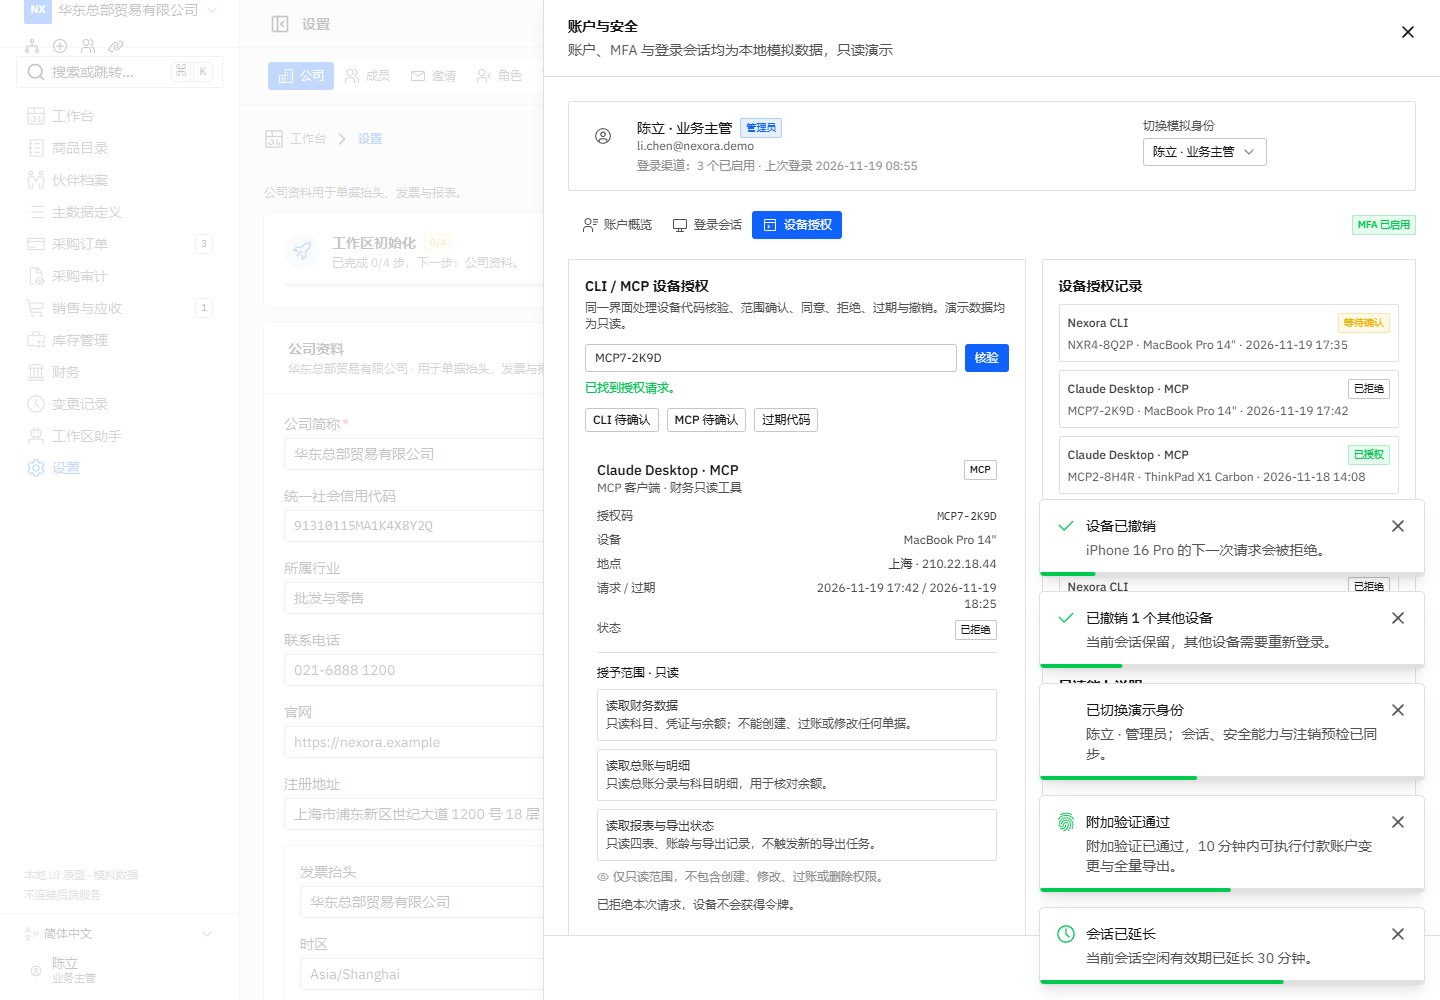 NX 华东总部贸易有限公司
搜索或跳转... ⌘ K
工作台
商品目录
伙伴档案
主数据定义
采购订单 3
采购审计
销售与应收 1
库存管理
财务
变更记录
工作区助手
设置
本地 UI 原型 · 模拟数据
不连接后端服务
简体中文
陈立
业务主管
设置
公司 成员 邀请 角色
工作台 设置
公司资料用于单据抬头、发票与报表。
工作区初始化 0/4
已完成 0/4 步，下一步：公司资料。
公司资料
华东总部贸易有限公司 · 用于单据抬头、发票与报
公司简称 *
华东总部贸易有限公司
统一社会信用代码
91310115MA1K4X8Y2Q
所属行业
批发与零售
联系电话
021-6888 1200
官网
https://nexora.example
注册地址
上海市浦东新区世纪大道 1200 号 18 层
发票抬头
华东总部贸易有限公司
时区
Asia/Shanghai
账户与安全
账户、MFA 与登录会话均为本地模拟数据，只读演示
陈立 · 业务主管 管理员
li.chen@nexora.demo
登录渠道：3 个已启用 · 上次登录 2026-11-19 08:55
切换模拟身份
陈立 · 业务主管
账户概览 登录会话 设备授权
MFA 已启用
CLI / MCP 设备授权
同一界面处理设备代码核验、范围确认、同意、拒绝、过期与撤销。演示数据均
为只读。
MCP7-2K9D 核验
已找到授权请求。
CLI 待确认 MCP 待确认 过期代码
Claude Desktop · MCP MCP
MCP 客户端 · 财务只读工具
授权码 MCP7-2K9D
设备 MacBook Pro 14"
地点 上海 · 210.22.18.44
请求 / 过期 2026-11-19 17:42 / 2026-11-19
18:25
状态 已拒绝
授予范围 · 只读
读取财务数据
只读科目、凭证与余额；不能创建、过账或修改任何单据。
读取总账与明细
只读总账分录与科目明细，用于核对余额。
读取报表与导出状态
只读四表、账龄与导出记录，不触发新的导出任务。
仅只读范围，不包含创建、修改、过账或删除权限。
已拒绝本次请求，设备不会获得令牌。
设备授权记录
Nexora CLI 等待确认
NXR4-8Q2P · MacBook Pro 14" · 2026-11-19 17:35
Claude Desktop · MCP 已拒绝
MCP7-2K9D · MacBook Pro 14" · 2026-11-19 17:42
Claude Desktop · MCP 已授权
MCP2-8H4R · ThinkPad X1 Carbon · 2026-11-18 14:08
设备已撤销
iPhone 16 Pro 的下一次请求会被拒绝。
Nexora CLI 已拒绝
已撤销 1 个其他设备
当前会话保留，其他设备需要重新登录。
已切换演示身份
陈立 · 管理员；会话、安全能力与注销预检已同
步。
附加验证通过
附加验证已通过，10 分钟内可执行付款账户变
更与全量导出。
会话已延长
当前会话空闲有效期已延长 30 分钟。